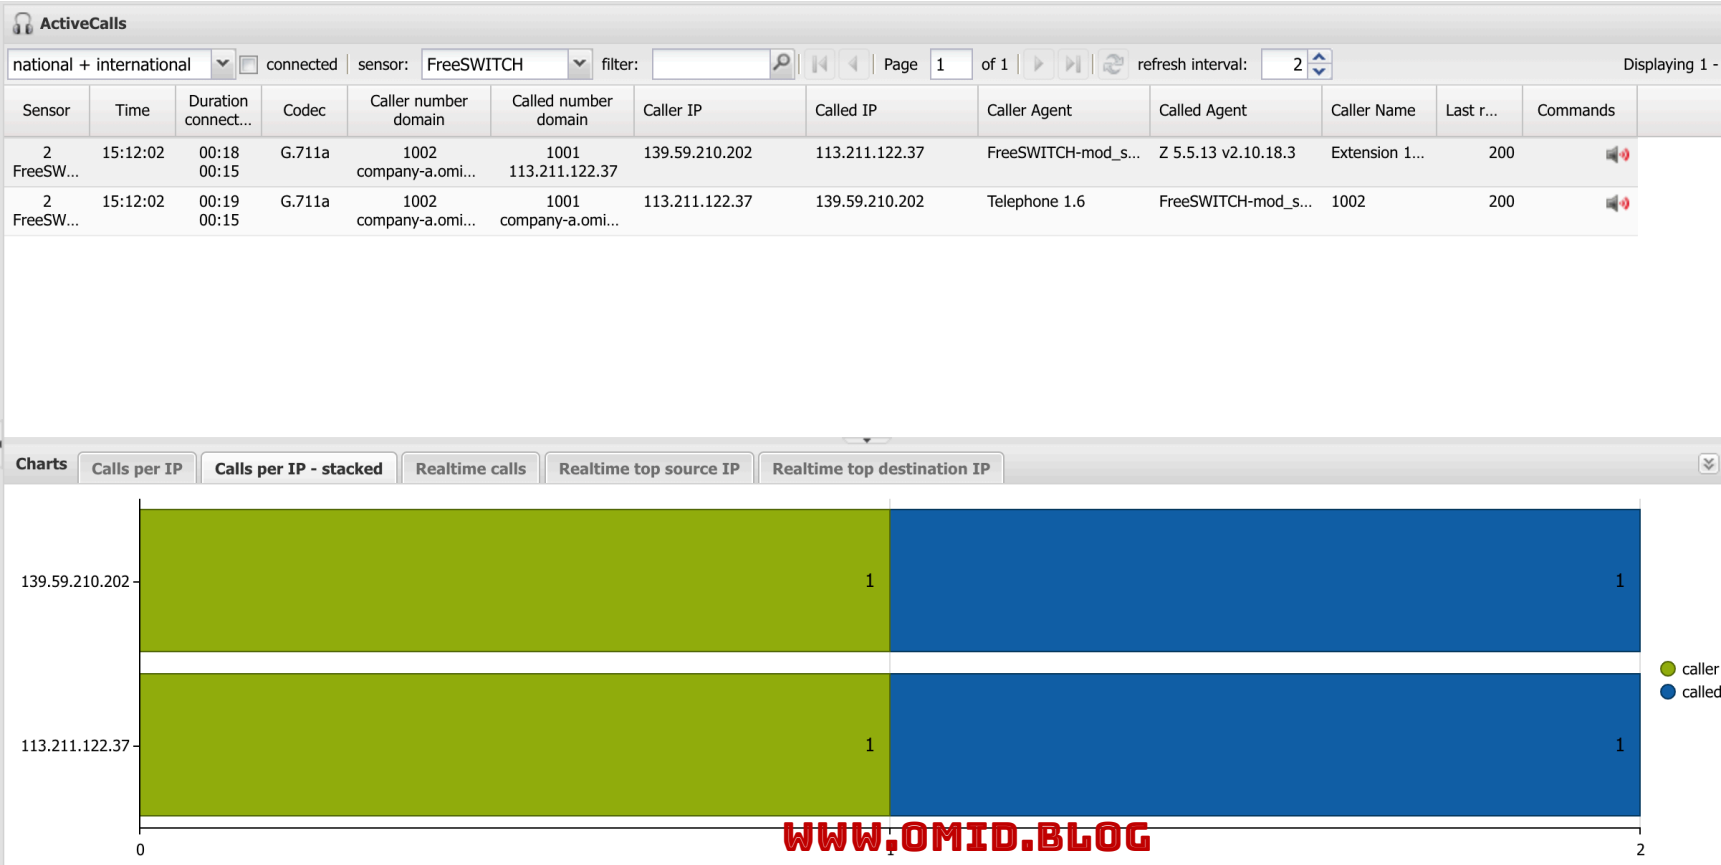 ActiveCalls
national + international connected sensor: FreeSWITCH filter: Page 1 of 1 refresh interval: 2 Displaying 1 -
Sensor Time Duration connect... Codec Caller number domain Called number domain Caller IP Called IP Caller Agent Called Agent Caller Name Last r... Commands
2 15:12:02 00:18 G.711a 1002 1001 139.59.210.202 113.211.122.37 FreeSWITCH-mod_s... Z 5.5.13 v2.10.18.3 Extension 1... 200
FreeSW... 00:15 company-a.omi... 113.211.122.37
2 15:12:02 00:19 G.711a 1002 1001 113.211.122.37 139.59.210.202 Telephone 1.6 FreeSWITCH-mod_s... 1002 200
FreeSW... 00:15 company-a.omi... company-a.omi...
Charts Calls per IP Calls per IP - stacked Realtime calls Realtime top source IP Realtime top destination IP
139.59.210.202 1 1
caller
called
113.211.122.37 1 1
WWW.OMID.BLOG
0 1 2